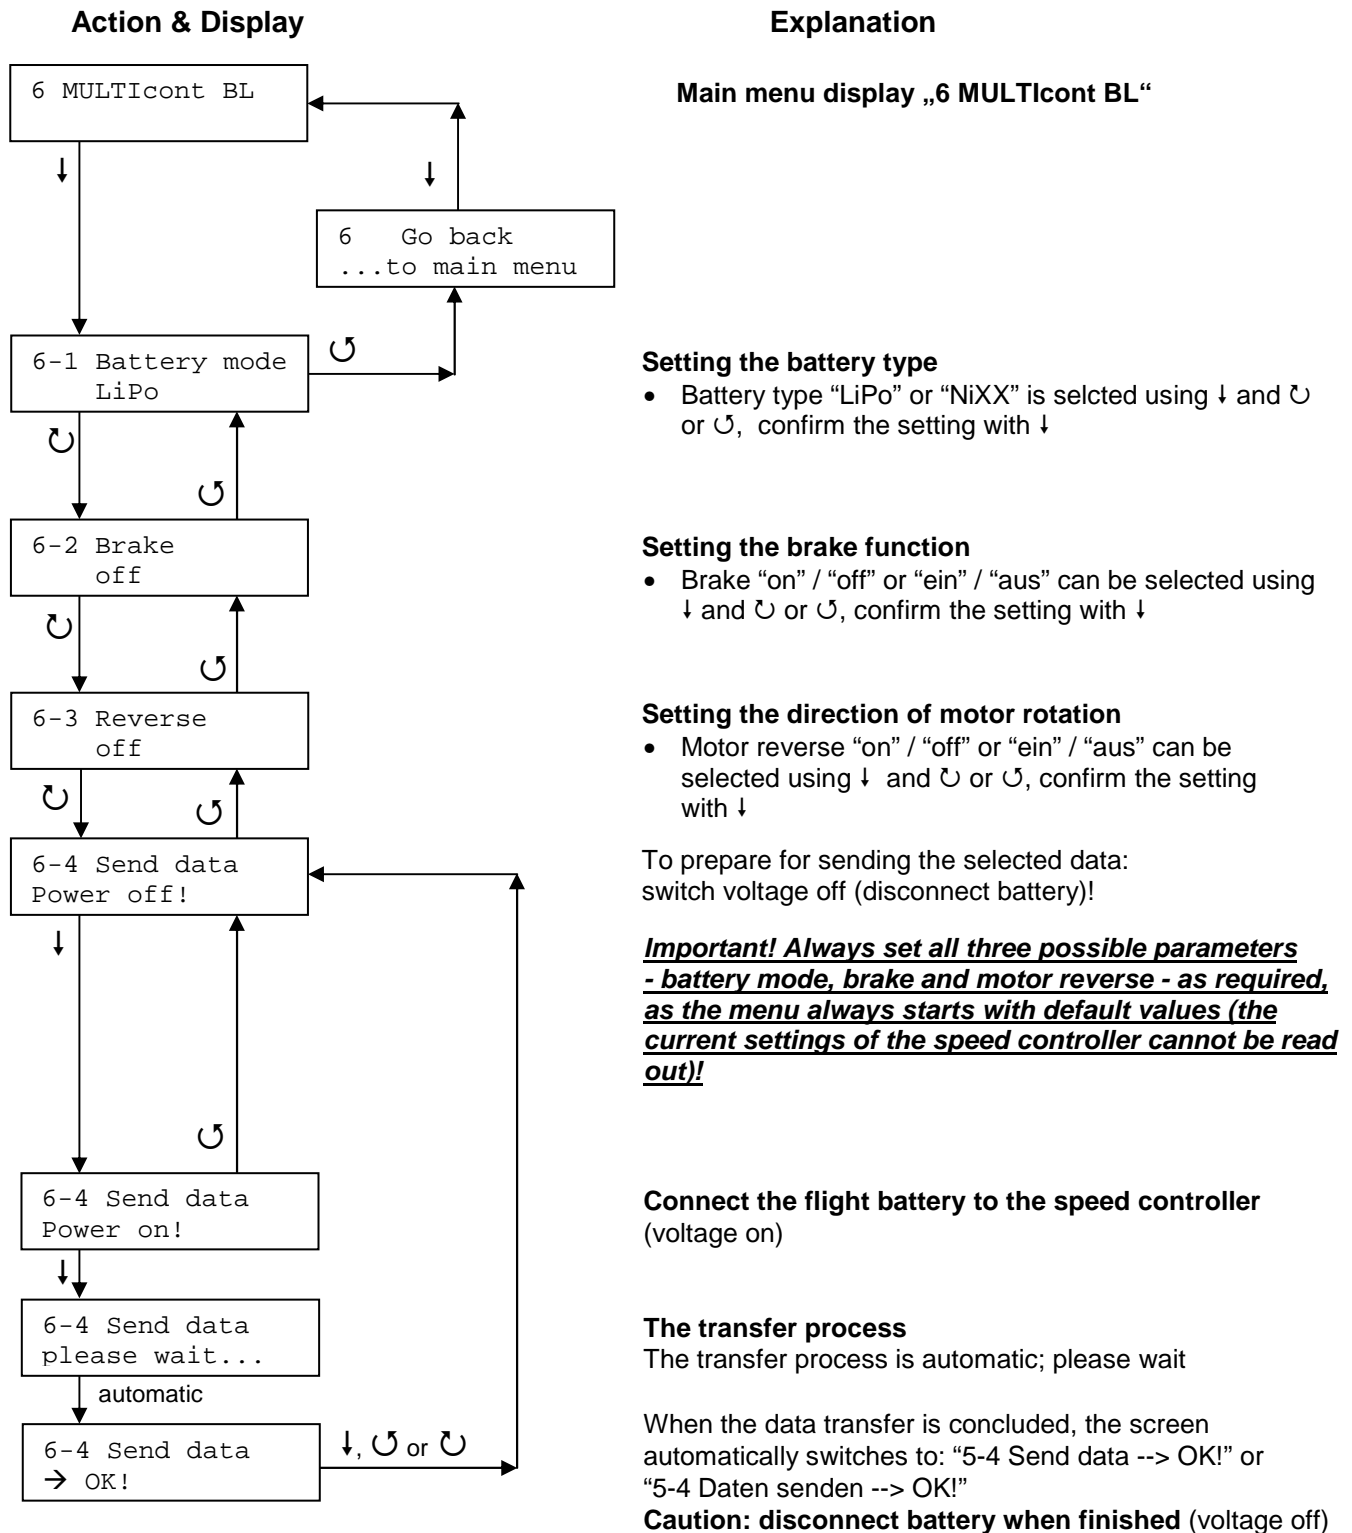 Action & Display
Explanation
6 MULTIcont BL
Main menu display „6 MULTIcont BL“
↓
↓
6   Go back
...to main menu
6-1 Battery mode
LiPo
↺
Setting the battery type
• Battery type “LiPo” or “NiXX” is selcted using ↓ and ↻
or ↺, confirm the setting with ↓
↻
↺
6-2 Brake
off
Setting the brake function
• Brake “on” / “off” or “ein” / “aus” can be selected using
↓ and ↻ or ↺, confirm the setting with ↓
↻
↺
6-3 Reverse
off
Setting the direction of motor rotation
• Motor reverse “on” / “off” or “ein” / “aus” can be
selected using ↓ and ↻ or ↺, confirm the setting
with ↓
↻
↺
6-4 Send data
Power off!
To prepare for sending the selected data:
switch voltage off (disconnect battery)!
↓
Important! Always set all three possible parameters
- battery mode, brake and motor reverse - as required,
as the menu always starts with default values (the
current settings of the speed controller cannot be read
out)!
↺
6-4 Send data
Power on!
Connect the flight battery to the speed controller
(voltage on)
↓
6-4 Send data
please wait...
The transfer process
The transfer process is automatic; please wait
automatic
6-4 Send data
→ OK!
↓, ↺ or ↻
When the data transfer is concluded, the screen
automatically switches to: “5-4 Send data --> OK!” or
“5-4 Daten senden --> OK!”
Caution: disconnect battery when finished (voltage off)